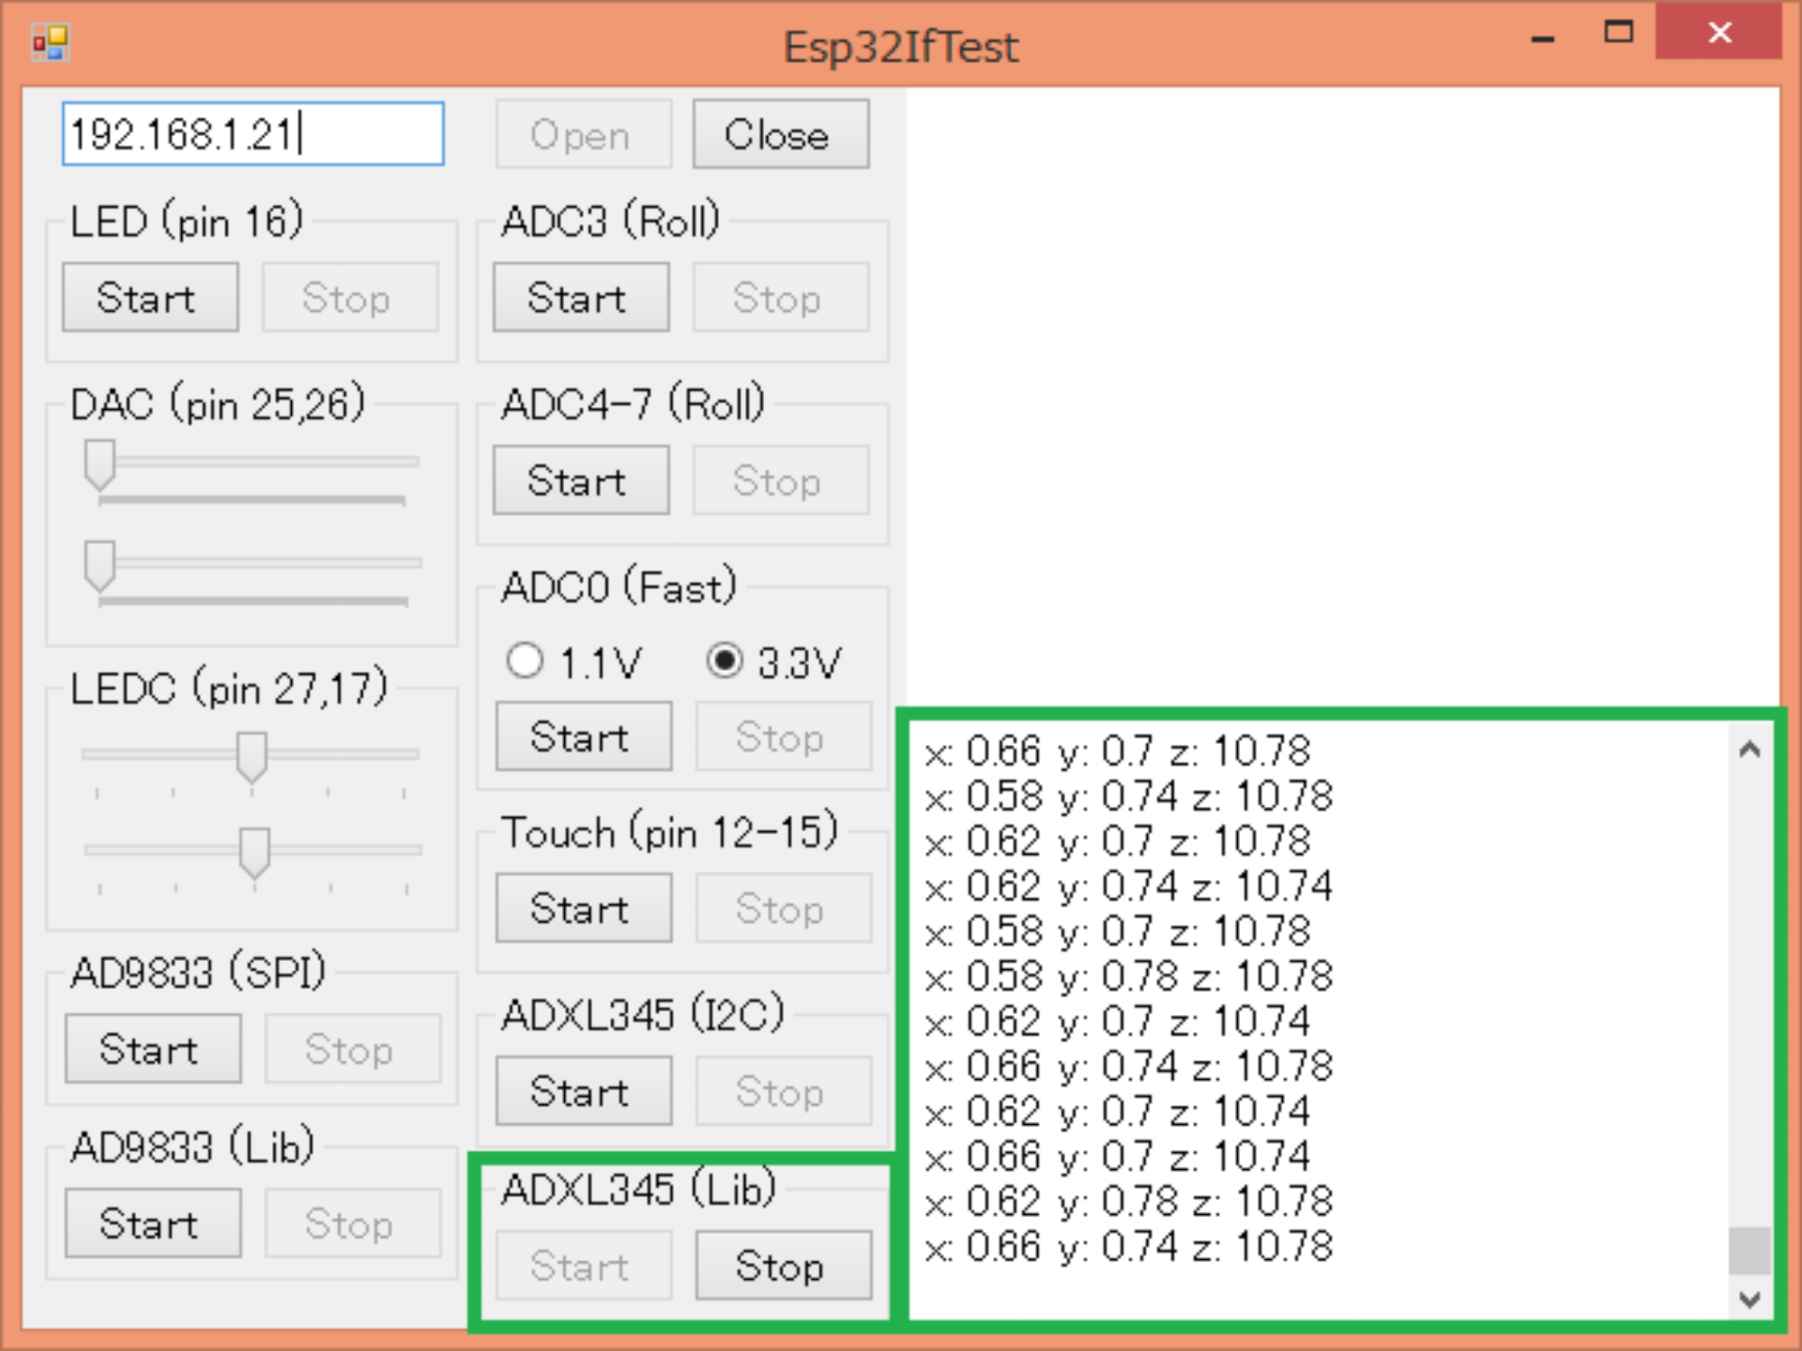 Esp32IfTest
192.168.1.21
Open Close
LED (pin 16)
Start Stop
DAC (pin 25,26)
LEDC (pin 27,17)
AD9833 (SPI)
Start Stop
AD9833 (Lib)
Start Stop
ADC3 (Roll)
Start Stop
ADC4-7 (Roll)
Start Stop
ADC0 (Fast)
1.1V 3.3V
Start Stop
Touch (pin 12-15)
Start Stop
ADXL345 (I2C)
Start Stop
ADXL345 (Lib)
Start Stop
x: 0.66 y: 0.7 z: 10.78
x: 0.58 y: 0.74 z: 10.78
x: 0.62 y: 0.7 z: 10.78
x: 0.62 y: 0.74 z: 10.74
x: 0.58 y: 0.7 z: 10.78
x: 0.58 y: 0.78 z: 10.78
x: 0.62 y: 0.7 z: 10.74
x: 0.66 y: 0.74 z: 10.78
x: 0.62 y: 0.7 z: 10.74
x: 0.66 y: 0.7 z: 10.74
x: 0.62 y: 0.78 z: 10.78
x: 0.66 y: 0.74 z: 10.78